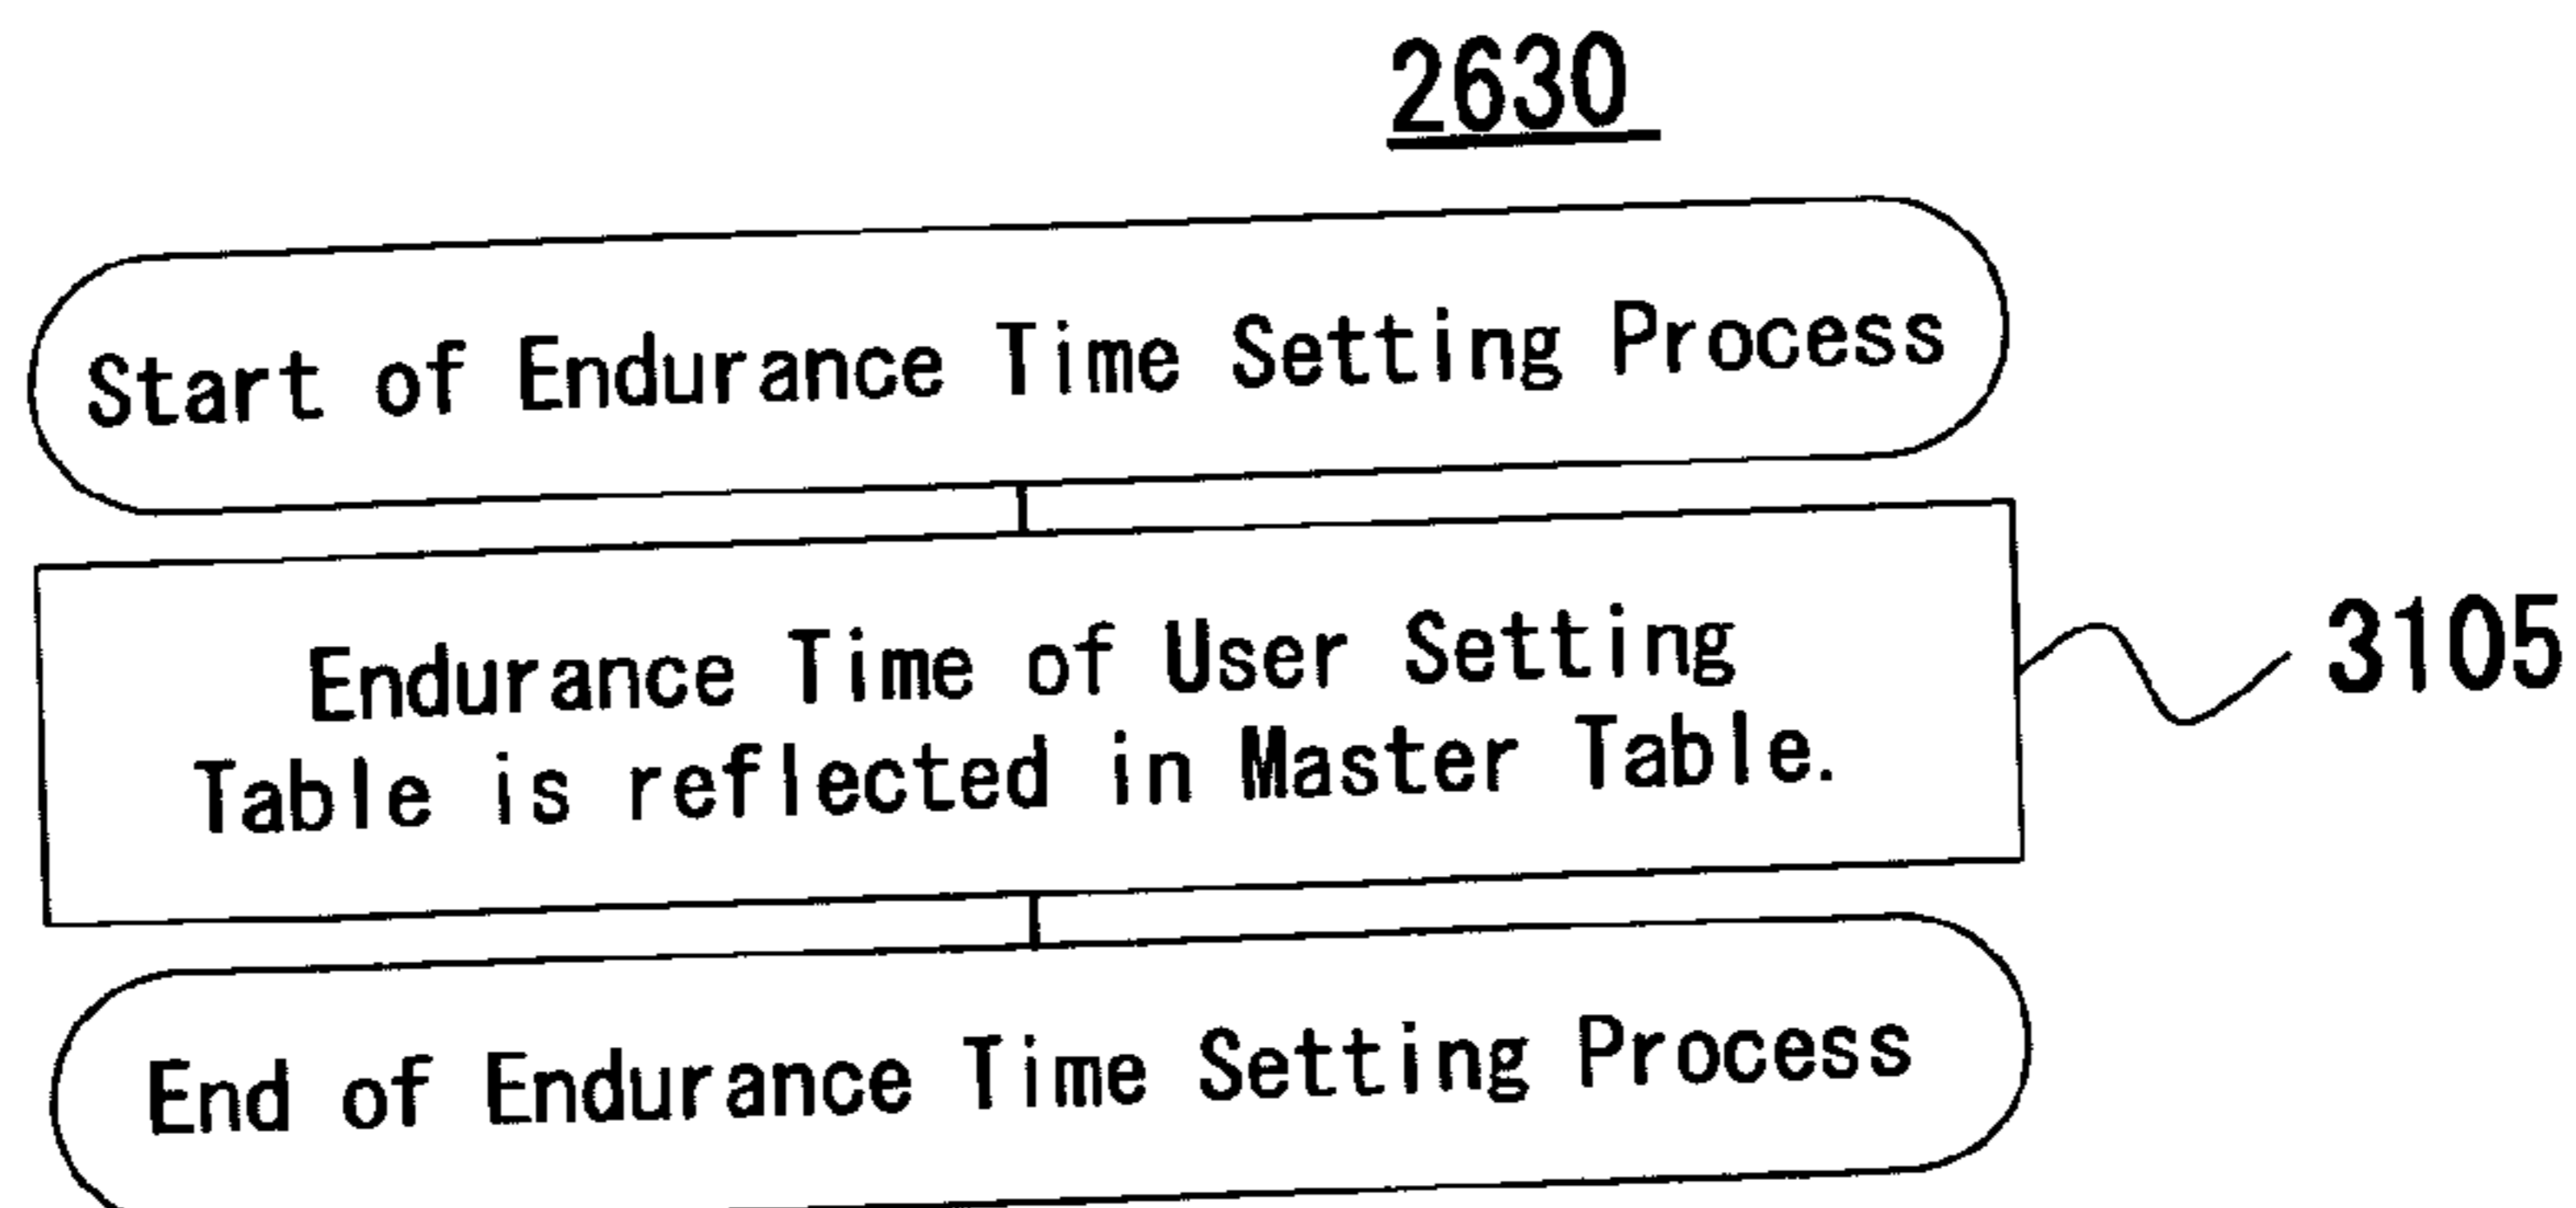 2630
Start of Endurance Time Setting Process
Endurance Time of User Setting
Table is reflected in Master Table.
3105
End of Endurance Time Setting Process